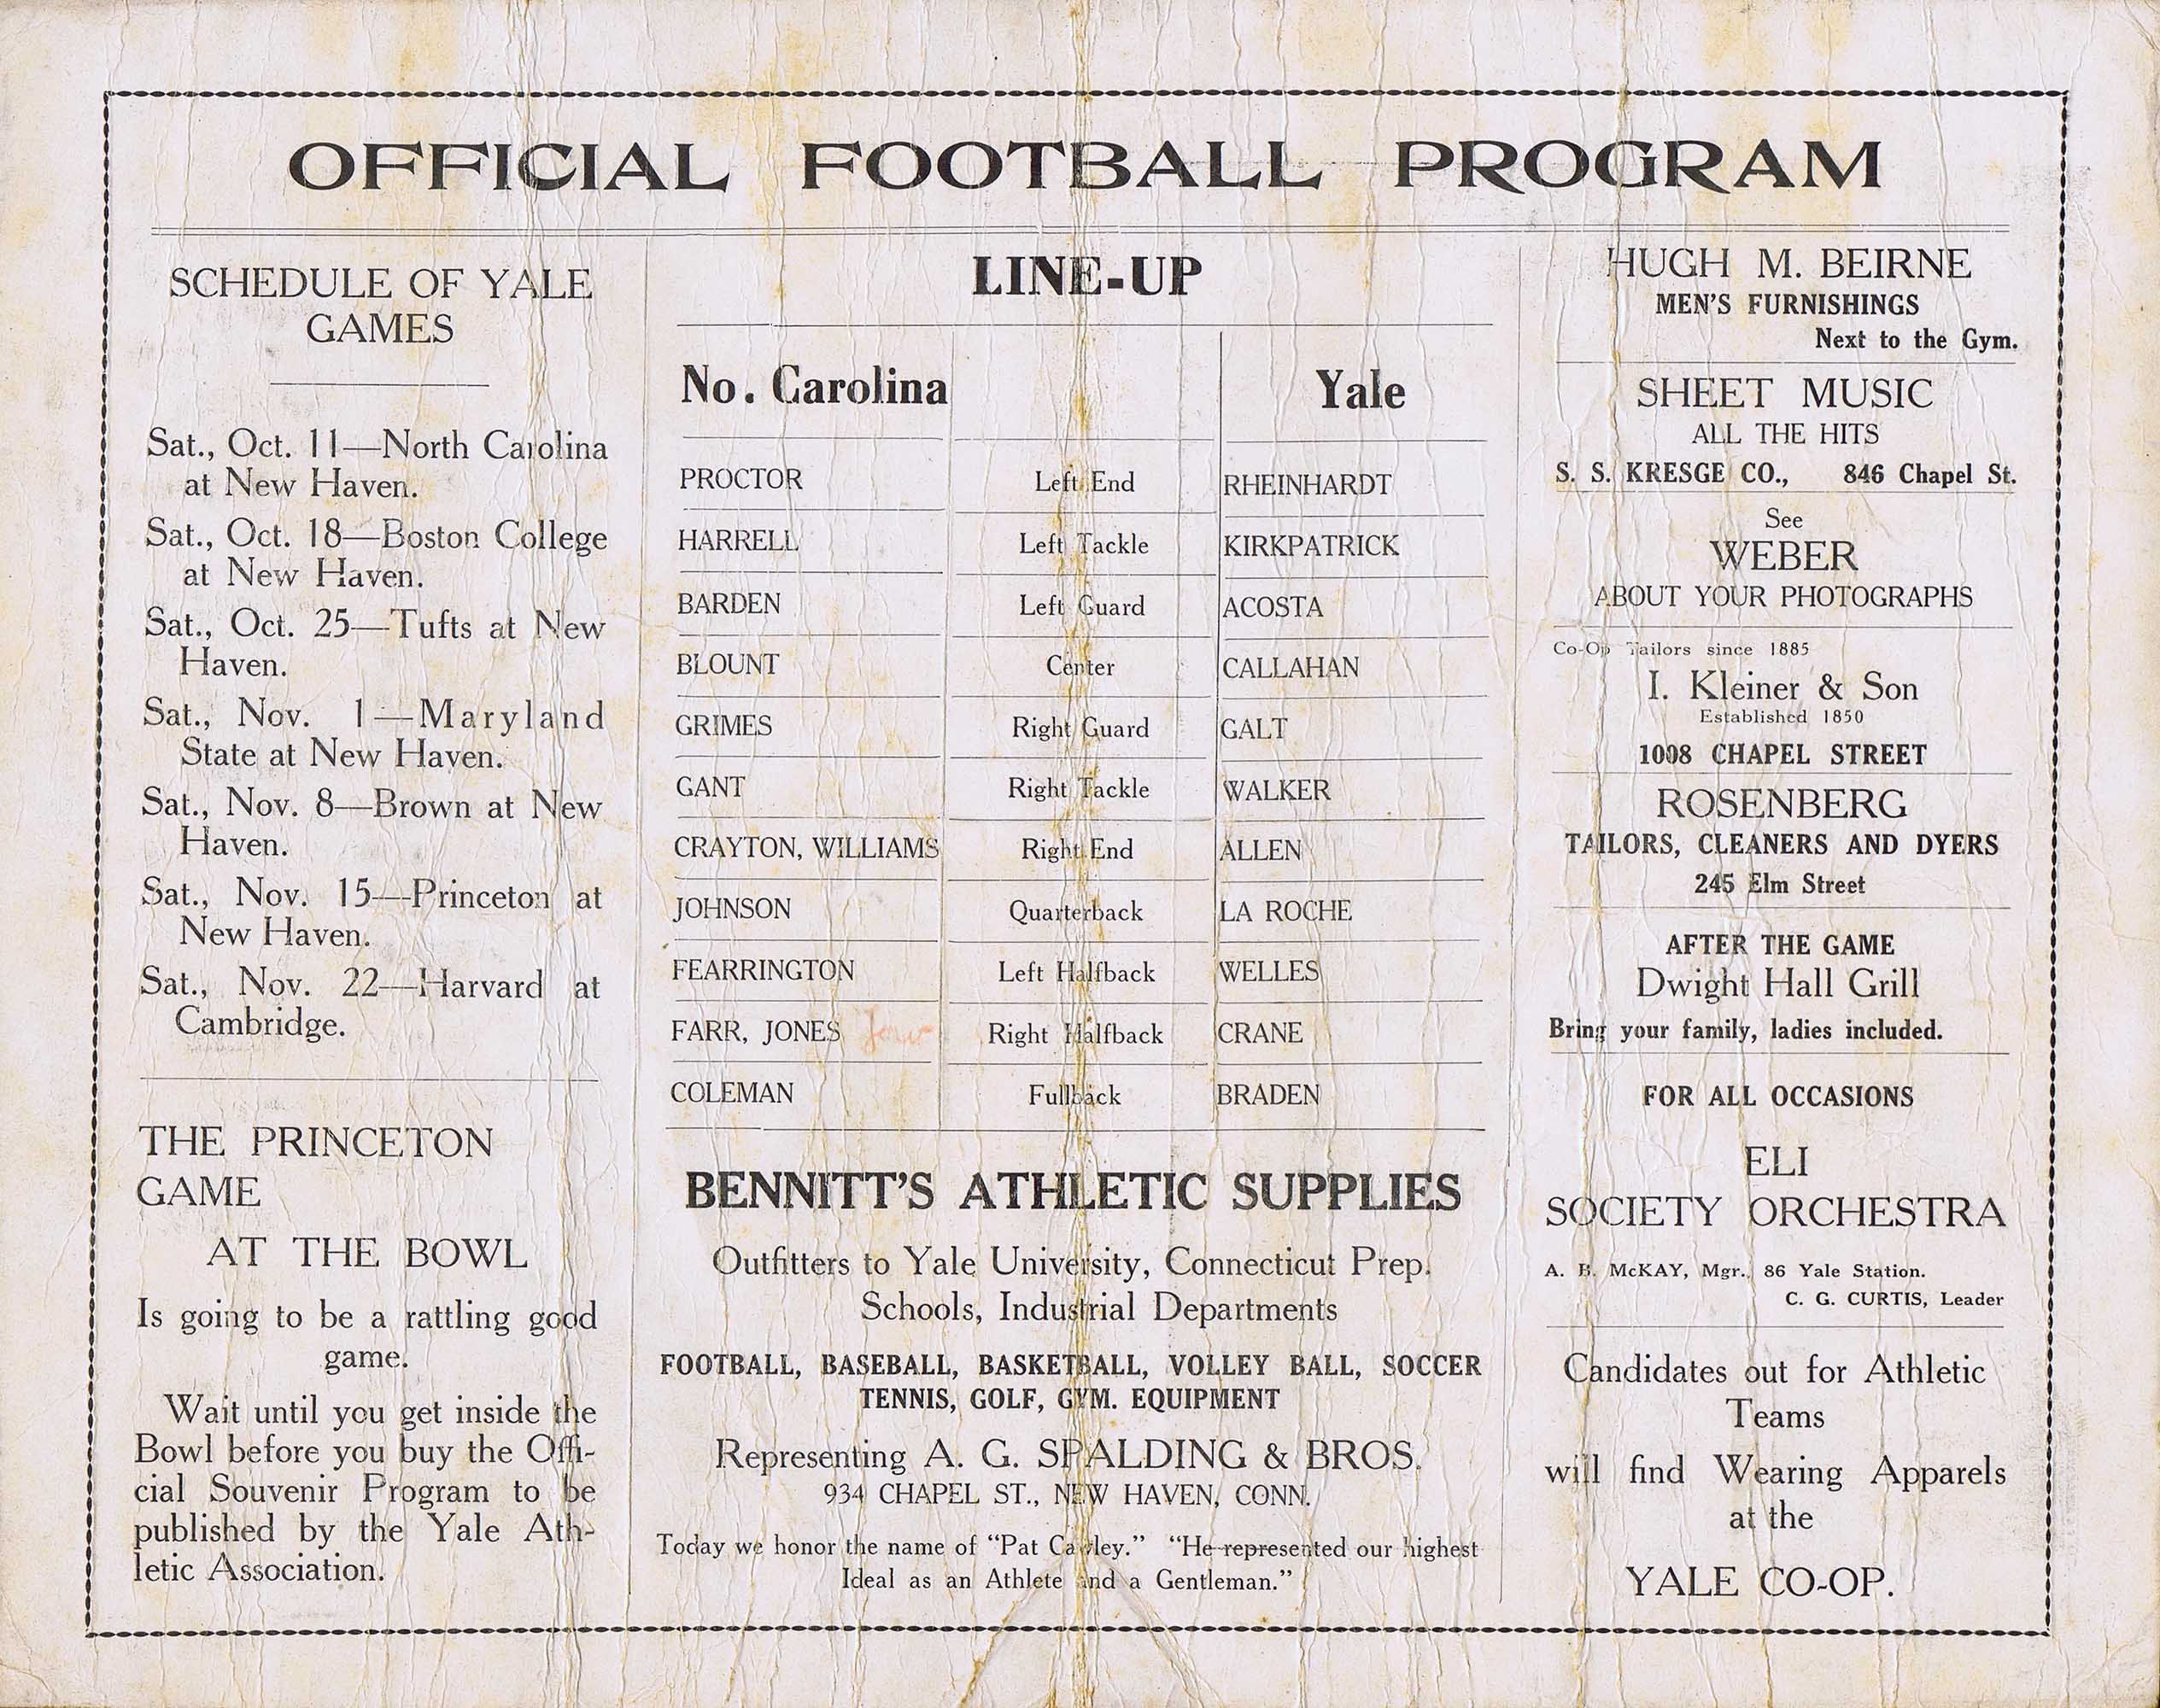 OFFICIAL FOOTBALL PROGRAM
SCHEDULE OF YALE
GAMES
Sat., Oct. 11—North Carolina
at New Haven.
Sat., Oct. 18—Boston College
at New Haven.
Sat., Oct. 25—Tufts at New
Haven.
Sat., Nov. 1—Maryland
State at New Haven.
Sat., Nov. 8—Brown at New
Haven.
Sat., Nov. 15—Princeton at
New Haven.
Sat., Nov. 22—Harvard at
Cambridge.
THE PRINCETON
GAME
AT THE BOWL
Is going to be a rattling good
game.
Wait until you get inside the
Bowl before you buy the Offi-
cial Souvenir Program to be
published by the Yale Ath-
letic Association.
LINE-UP
No. Carolina Yale
PROCTOR Left End RHEINHARDT
HARRELL Left Tackle KIRKPATRICK
BARDEN Left Guard ACOSTA
BLOUNT Center CALLAHAN
GRIMES Right Guard GALT
GANT Right Tackle WALKER
CRAYTON, WILLIAMS Right End ALLEN
JOHNSON Quarterback LA ROCHE
FEARRINGTON Left Halfback WELLES
FARR, JONES Right Halfback CRANE
COLEMAN Fullback BRADEN
BENNITT'S ATHLETIC SUPPLIES
Outfitters to Yale University, Connecticut Prep.
Schools, Industrial Departments
FOOTBALL, BASEBALL, BASKETBALL, VOLLEY BALL, SOCCER
TENNIS, GOLF, GYM. EQUIPMENT
Representing A. G. SPALDING & BROS.
934 CHAPEL ST., NEW HAVEN, CONN.
Today we honor the name of "Pat" "He represented our highest
Ideal as an Athlete and a Gentleman."
HUGH M. BEIRNE
MEN'S FURNISHINGS
Next to the Gym.
SHEET MUSIC
ALL THE HITS
S. S. KRESGE CO., 846 Chapel St.
See
WEBER
ABOUT YOUR PHOTOGRAPHS
Co-Op Tailors since 1885
I. Kleiner & Son
Established 1850
1008 CHAPEL STREET
ROSENBERG
TAILORS, CLEANERS AND DYERS
245 Elm Street
AFTER THE GAME
Dwight Hall Grill
Bring your family, ladies included.
FOR ALL OCCASIONS
ELI
SOCIETY ORCHESTRA
A. B. McKAY, Mgr., 86 Yale Station.
C. G. CURTIS, Leader
Candidates out for Athletic
Teams
will find Wearing Apparels
at the
YALE CO-OP.